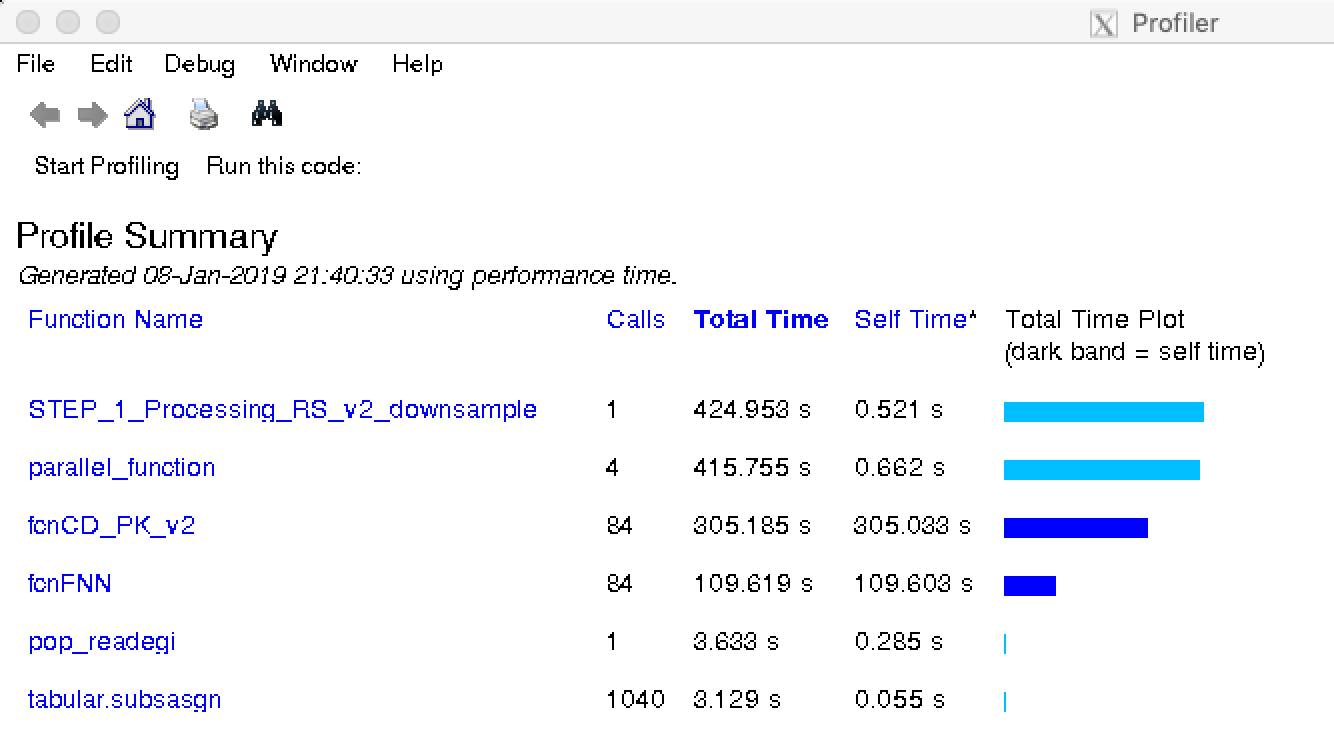 Profiler
File Edit Debug Window Help
Start Profiling Run this code:
Profile Summary
Generated 08-Jan-2019 21:40:33 using performance time.
Function Name Calls Total Time Self Time* Total Time Plot
(dark band = self time)
STEP_1_Processing_RS_v2_downsample 1 424.953 s 0.521 s
parallel_function 4 415.755 s 0.662 s
fcnCD_PK_v2 84 305.185 s 305.033 s
fcnFNN 84 109.619 s 109.603 s
pop_readegi 1 3.633 s 0.285 s
tabular.subsasgn 1040 3.129 s 0.055 s